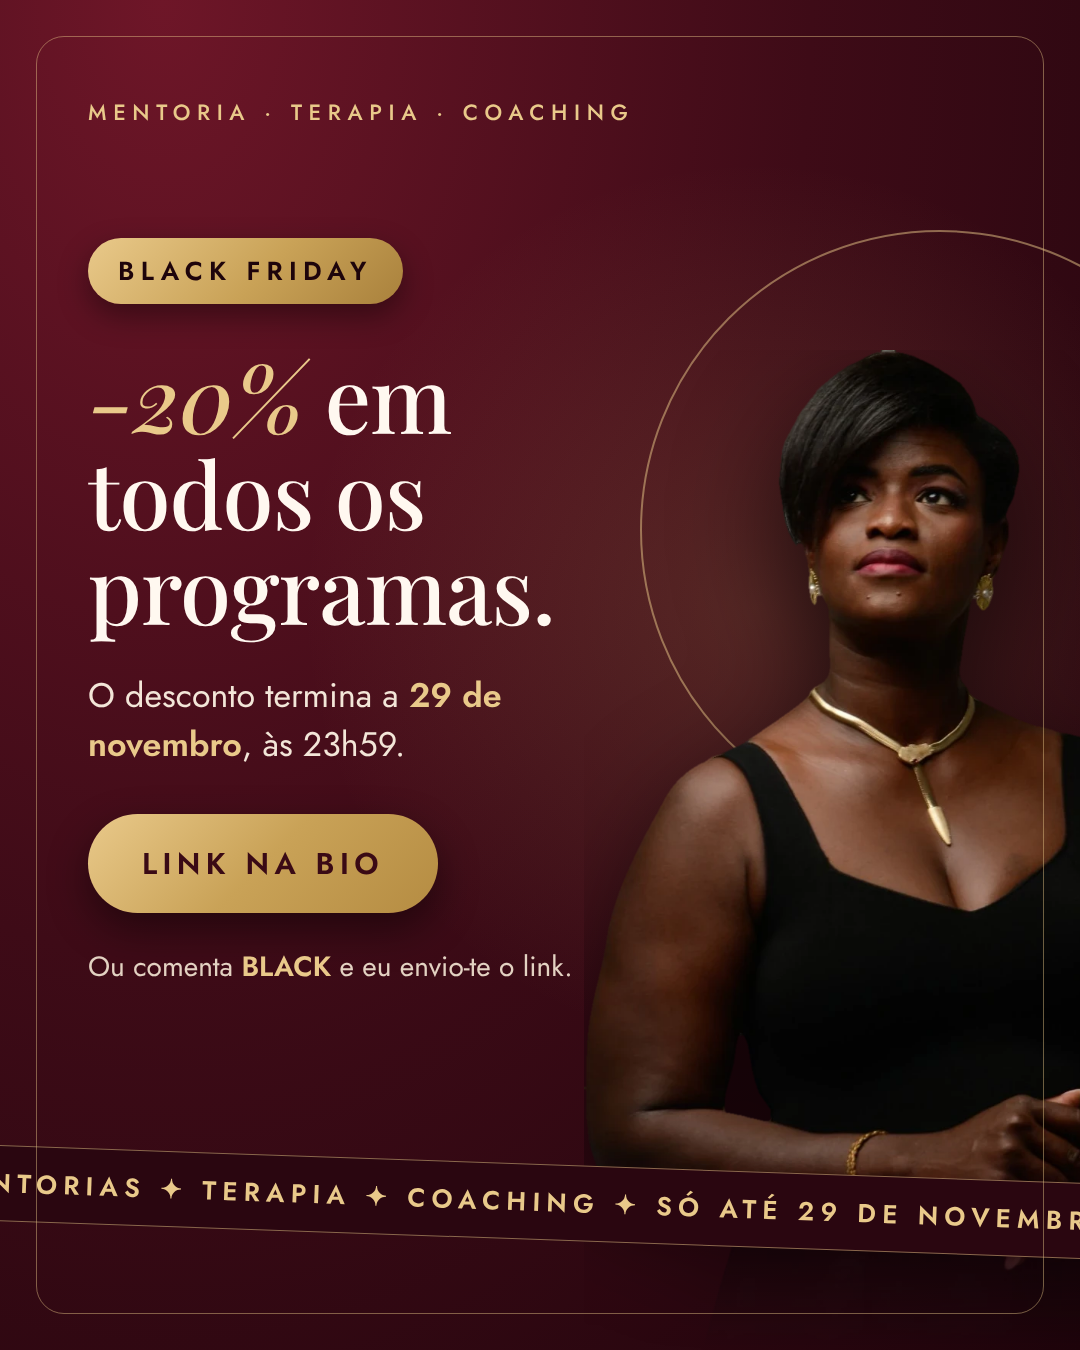 MENTORIA · TERAPIA · COACHING
BLACK FRIDAY
-20% em
todos os
programas.
O desconto termina a 29 de
novembro, às 23h59.
LINK NA BIO
Ou comenta BLACK e eu envio-te o link.
NTORIAS ✦ TERAPIA ✦ COACHING ✦ SÓ ATÉ 29 DE NOVEMBR